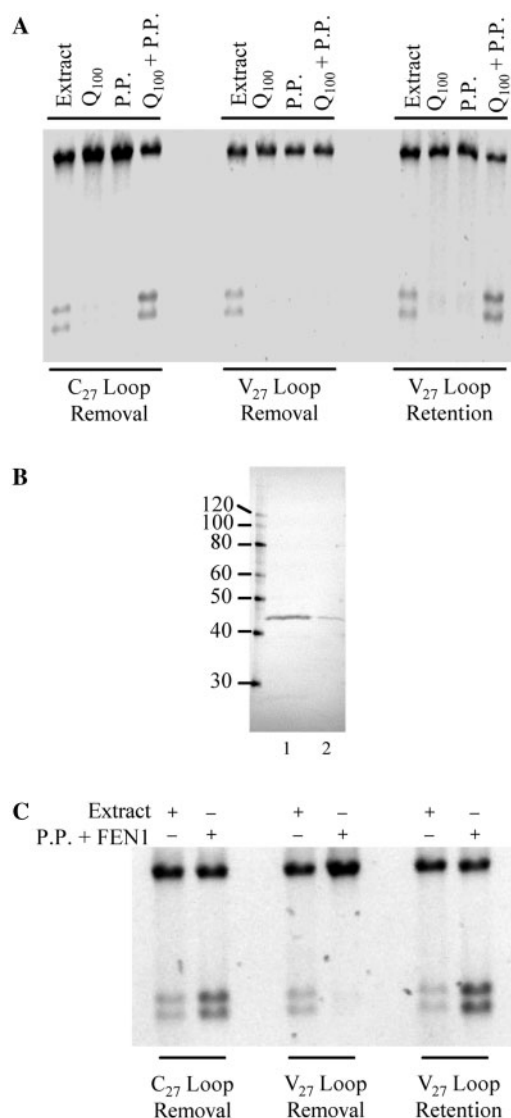 A
Extract Q100 P.P. Q100 + P.P. Extract Q100 P.P. Q100 + P.P. Extract Q100 P.P. Q100 + P.P.
C27 Loop Removal
V27 Loop Removal
V27 Loop Retention
B
120
100
80
60
50
40
30
1 2
C
Extract + – + – + –
P.P. + FEN1 – + – + – +
C27 Loop Removal
V27 Loop Removal
V27 Loop Retention